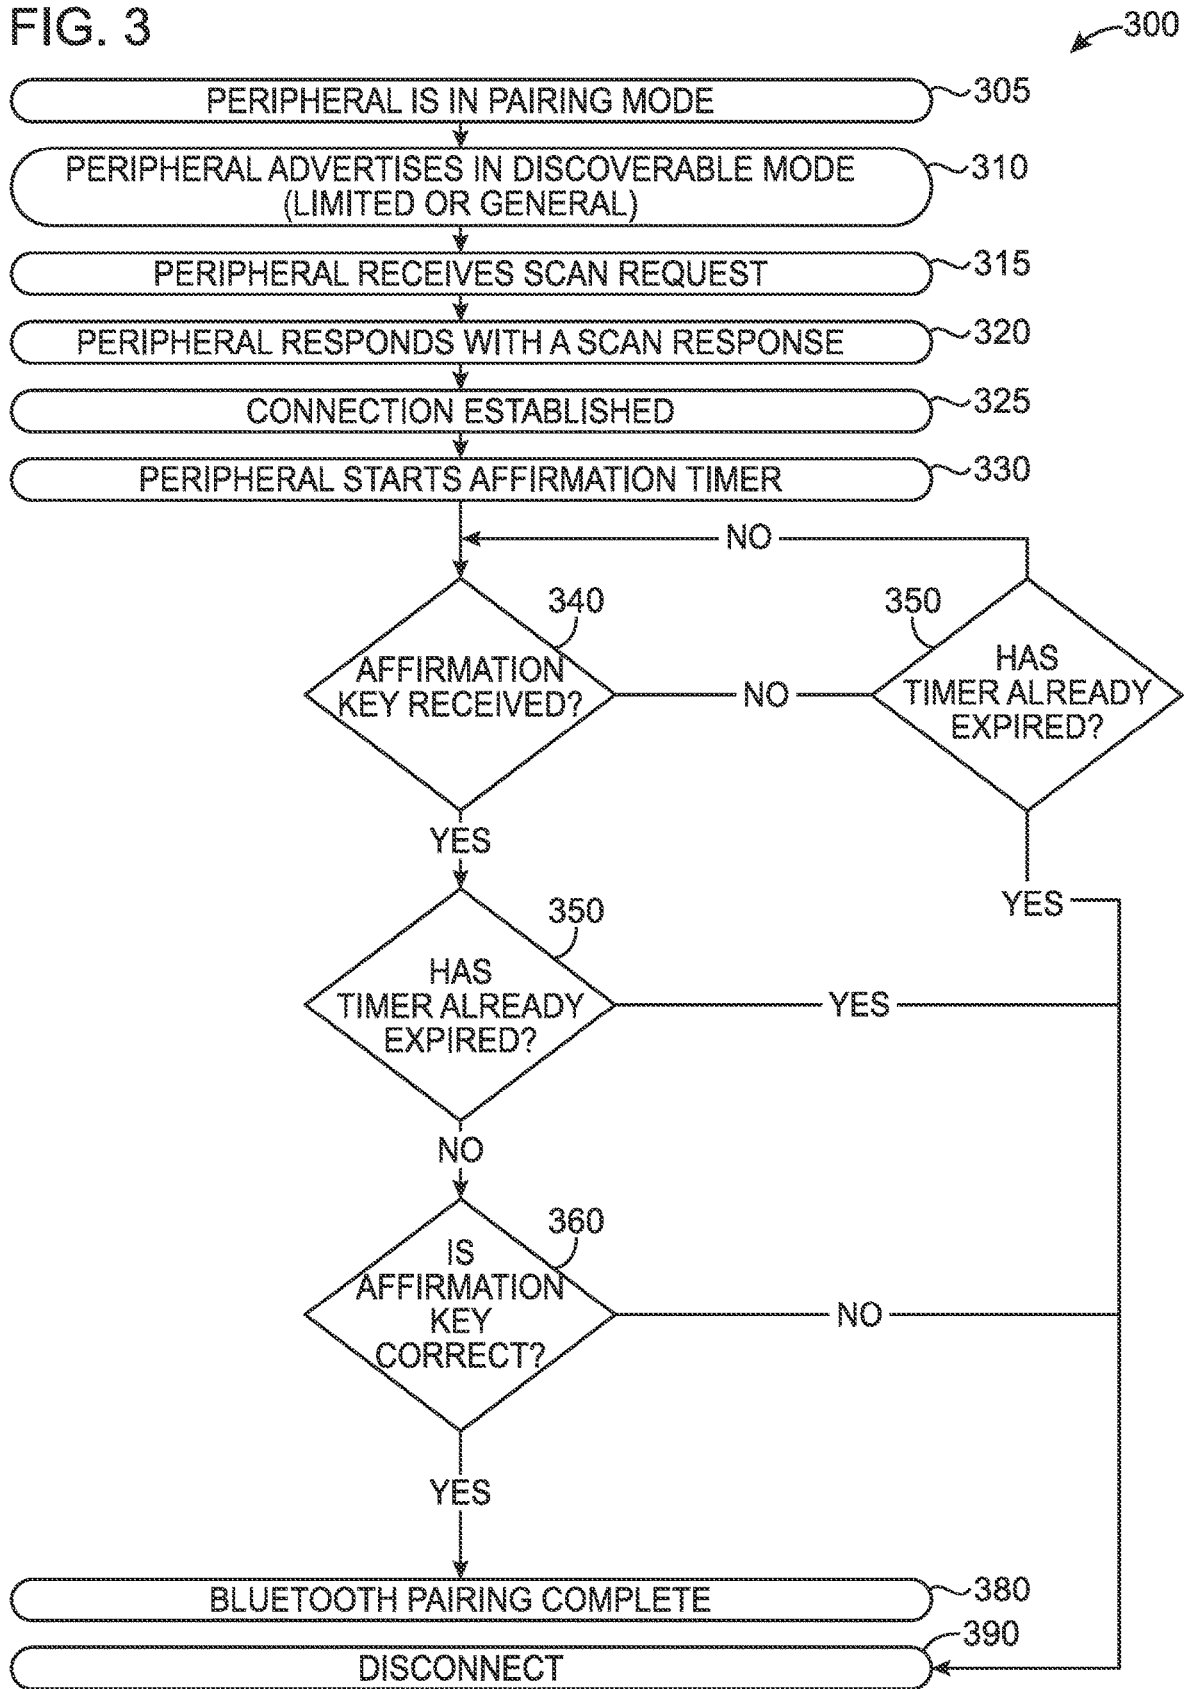 FIG. 3
300
PERIPHERAL IS IN PAIRING MODE
305
PERIPHERAL ADVERTISES IN DISCOVERABLE MODE
(LIMITED OR GENERAL)
310
PERIPHERAL RECEIVES SCAN REQUEST
315
PERIPHERAL RESPONDS WITH A SCAN RESPONSE
320
CONNECTION ESTABLISHED
325
PERIPHERAL STARTS AFFIRMATION TIMER
330
NO
340
AFFIRMATION
KEY RECEIVED?
NO
350
HAS
TIMER ALREADY
EXPIRED?
YES
YES
350
HAS
TIMER ALREADY
EXPIRED?
YES
NO
360
IS
AFFIRMATION
KEY
CORRECT?
NO
YES
BLUETOOTH PAIRING COMPLETE
380
DISCONNECT
390